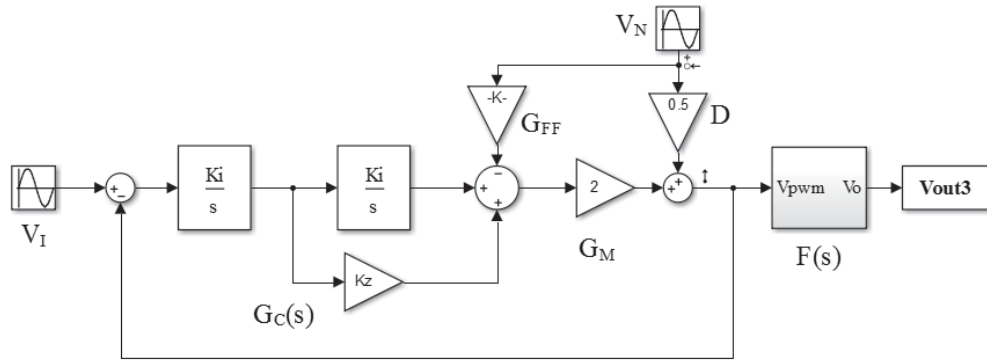 V_N
-K-
G_FF
0.5
D
V_I
+
−
Ki
s
Ki
s
−
+
+
2
G_M
+
+
+
Vpwm Vo
F(s)
Vout3
Kz
G_C(s)